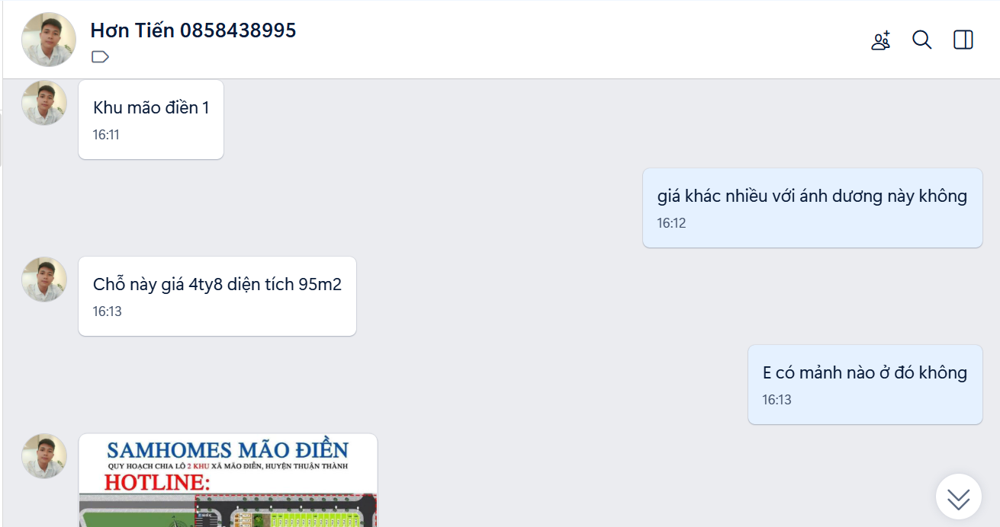 Hơn Tiến 0858438995
Khu mão điền 1
16:11
giá khác nhiều với ánh dương này không
16:12
Chỗ này giá 4ty8 diện tích 95m2
16:13
E có mảnh nào ở đó không
16:13
SAMHOMES MÃO ĐIỀN
QUY HOẠCH CHIA LÔ 2 KHU XÃ MÃO ĐIỀN, HUYỆN THUẬN THÀNH
HOTLINE: